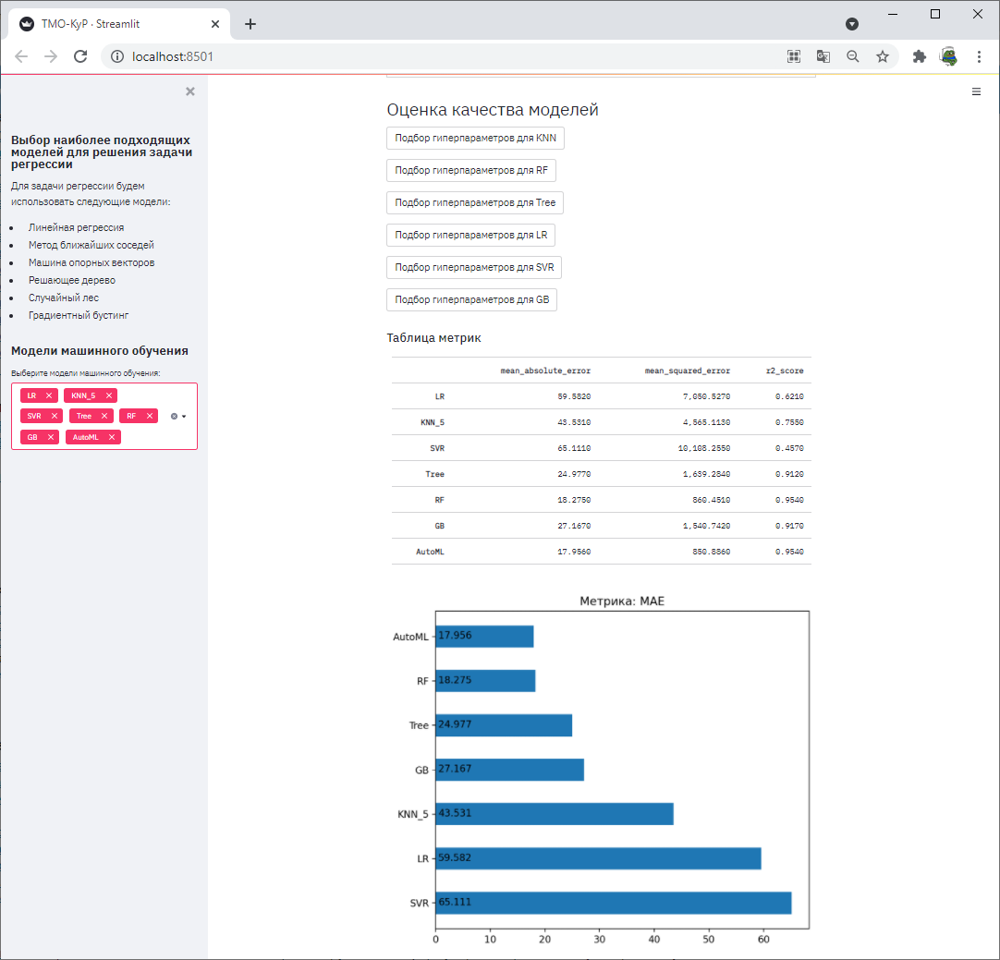 TMO-KyP · Streamlit
localhost:8501
Выбор наиболее подходящих
моделей для решения задачи
регрессии
Для задачи регрессии будем
использовать следующие модели:
Линейная регрессия
Метод ближайших соседей
Машина опорных векторов
Решающее дерево
Случайный лес
Градиентный бустинг
Модели машинного обучения
Выберите модели машинного обучения:
LR KNN_5
SVR Tree RF
GB AutoML
Оценка качества моделей
Подбор гиперпараметров для KNN
Подбор гиперпараметров для RF
Подбор гиперпараметров для Tree
Подбор гиперпараметров для LR
Подбор гиперпараметров для SVR
Подбор гиперпараметров для GB
Таблица метрик
mean_absolute_error mean_squared_error r2_score
LR 59.5820 7,050.5270 0.6210
KNN_5 43.5310 4,565.1130 0.7550
SVR 65.1110 10,108.2550 0.4570
Tree 24.9770 1,639.2840 0.9120
RF 18.2750 860.4510 0.9540
GB 27.1670 1,540.7420 0.9170
AutoML 17.9560 850.8860 0.9540
Метрика: MAE
AutoML 17.956
RF 18.275
Tree 24.977
GB 27.167
KNN_5 43.531
LR 59.582
SVR 65.111
0 10 20 30 40 50 60